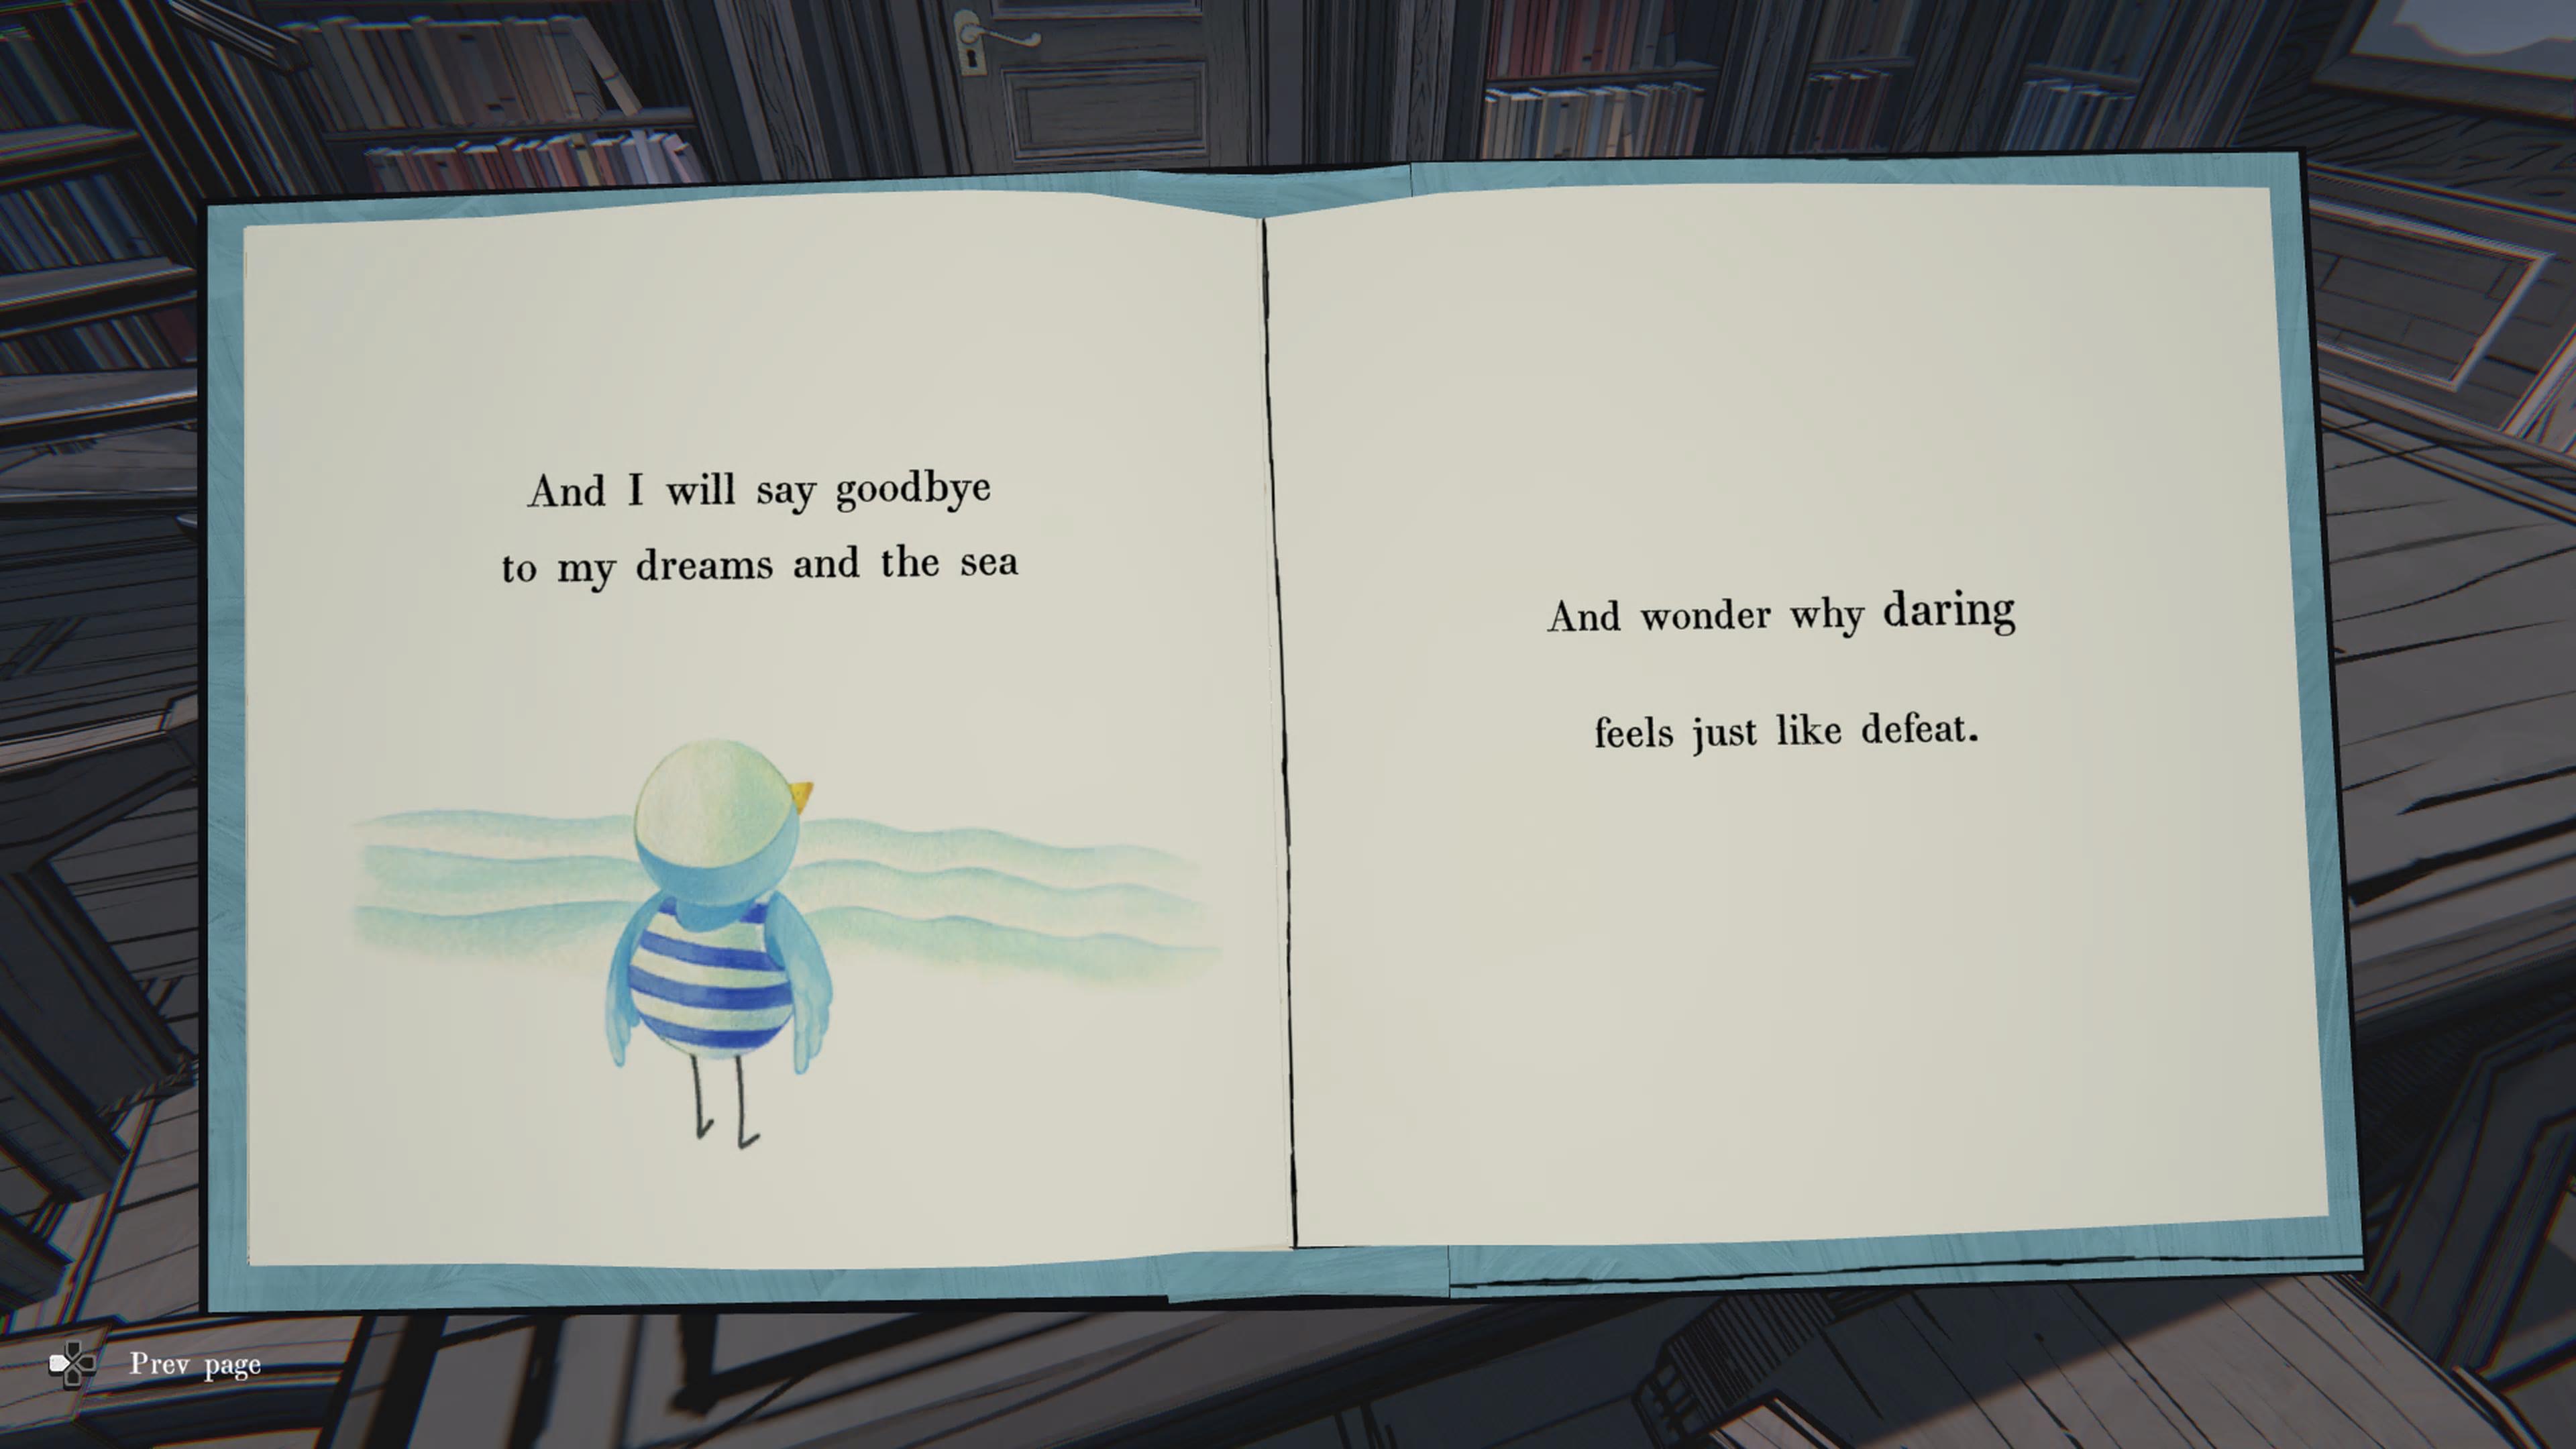 And I will say goodbye
to my dreams and the sea
And wonder why daring
feels just like defeat.
Prev page